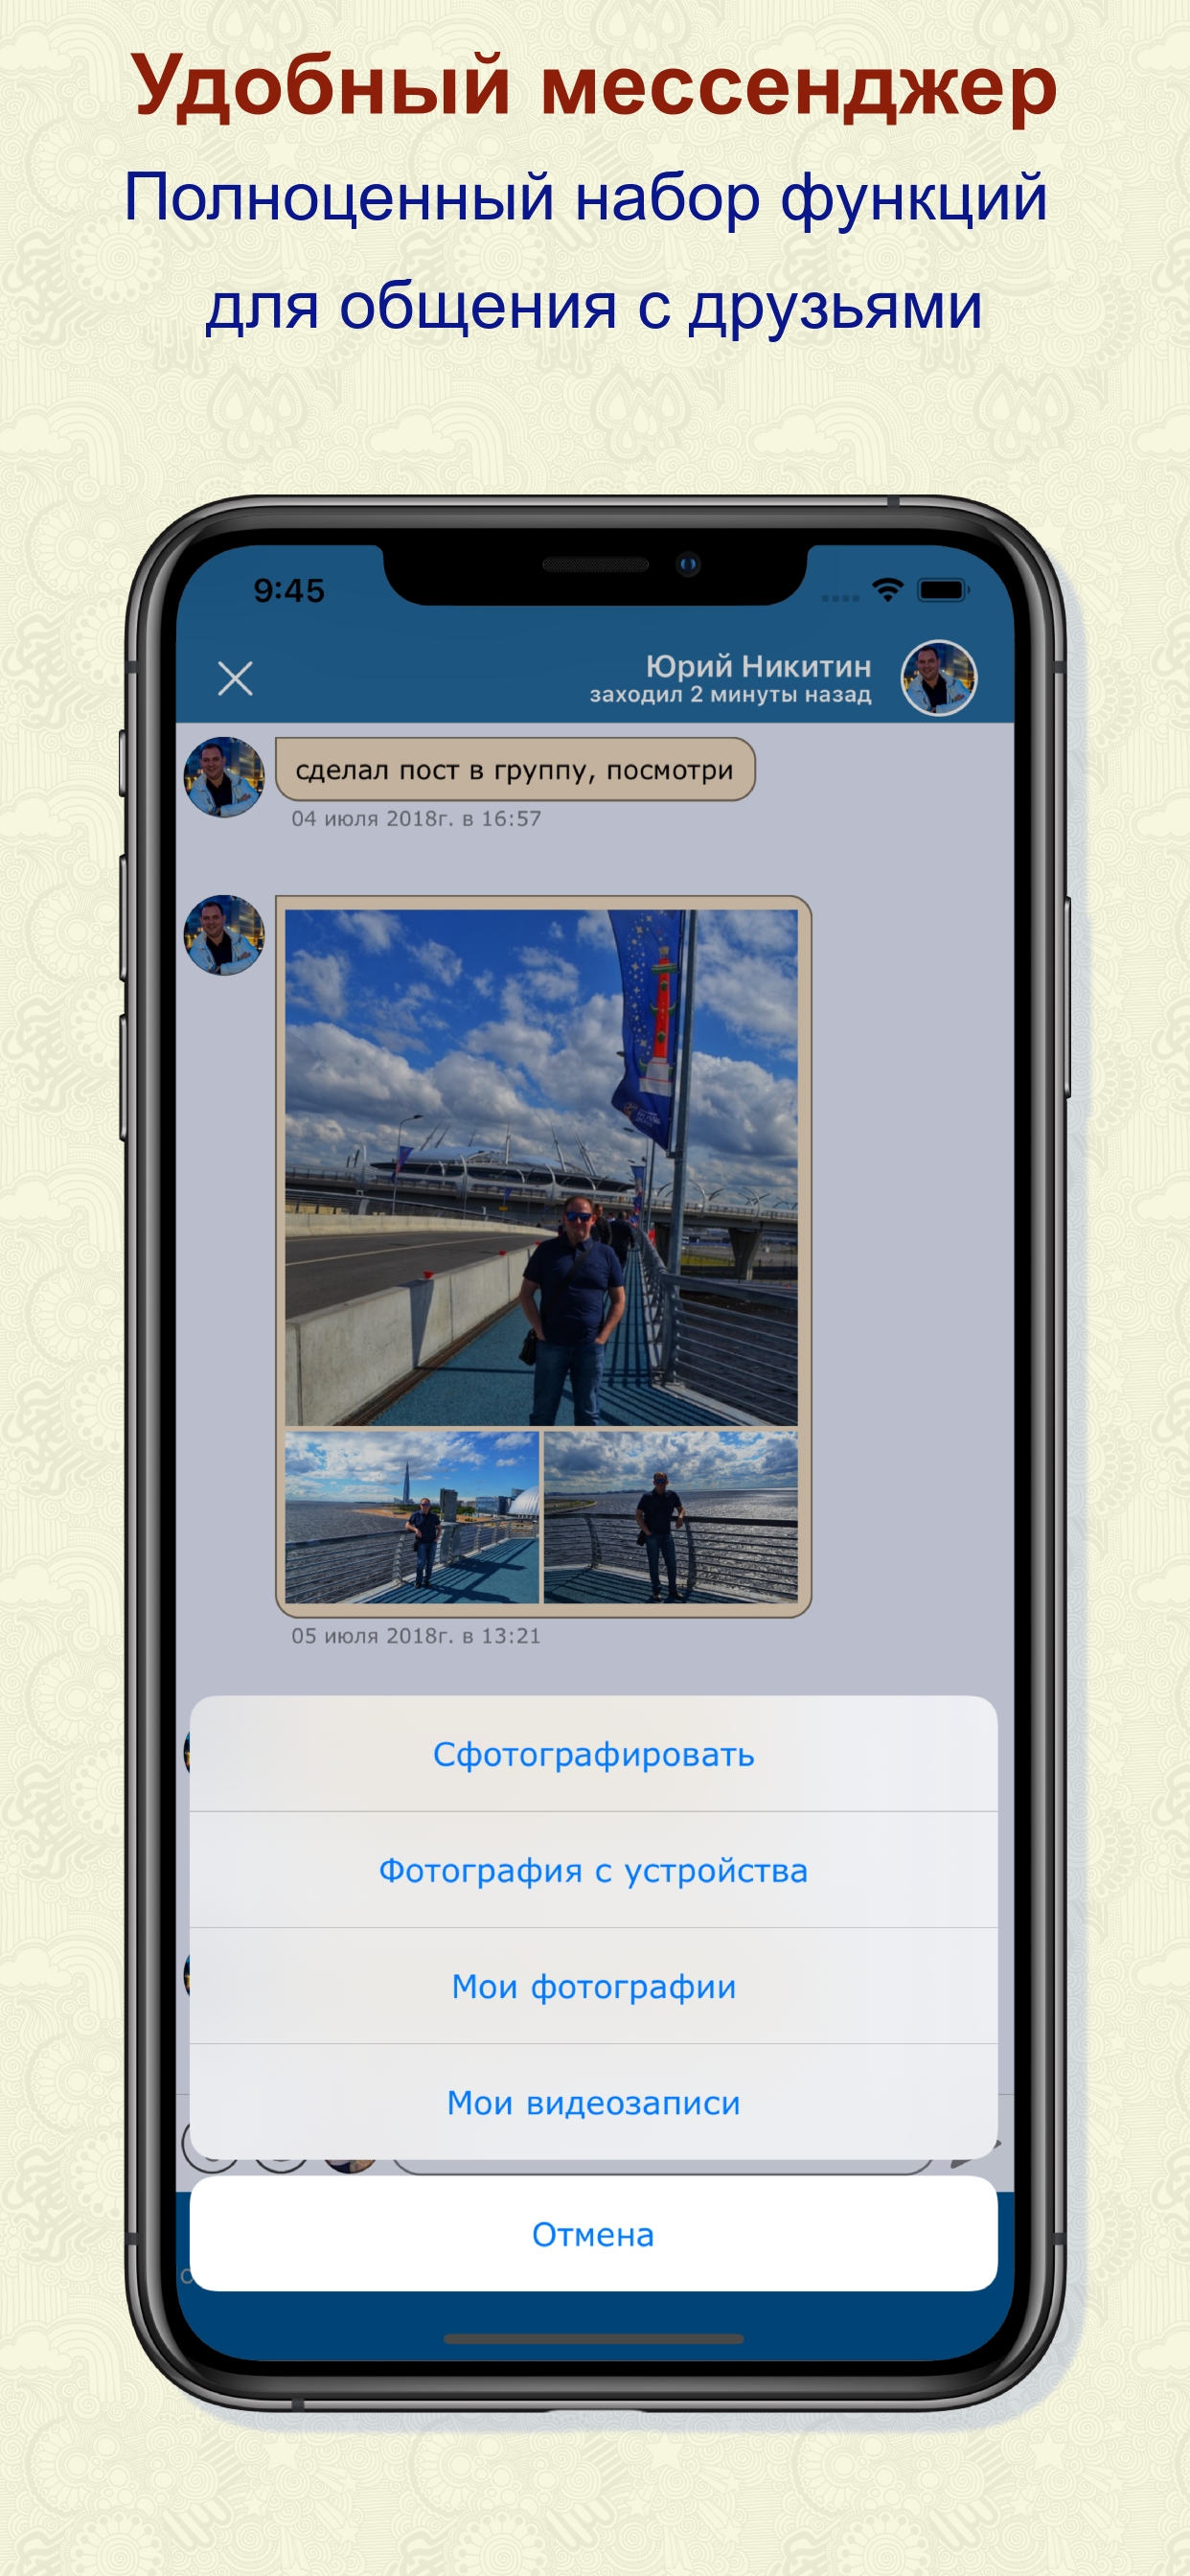 Удобный мессенджер
Полноценный набор функций
для общения с друзьями
9:45
Юрий Никитин
заходил 2 минуты назад
сделал пост в группу, посмотри
04 июля 2018г. в 16:57
05 июля 2018г. в 13:21
Сфотографировать
Фотография с устройства
Мои фотографии
Мои видеозаписи
Отмена